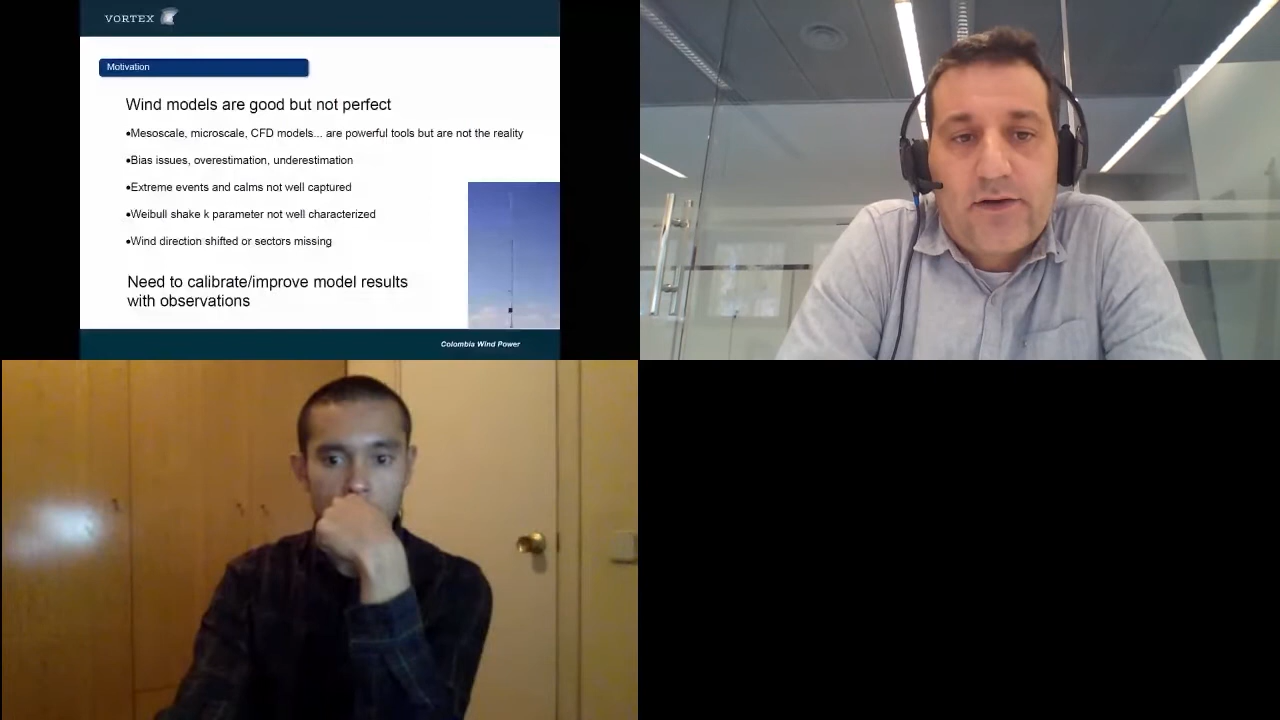 VORTEX
Motivation
Wind models are good but not perfect
•Mesoscale, microscale, CFD models... are powerful tools but are not the reality
•Bias issues, overestimation, underestimation
•Extreme events and calms not well captured
•Weibull shake k parameter not well characterized
•Wind direction shifted or sectors missing
Need to calibrate/improve model results
with observations
Colombia Wind Power